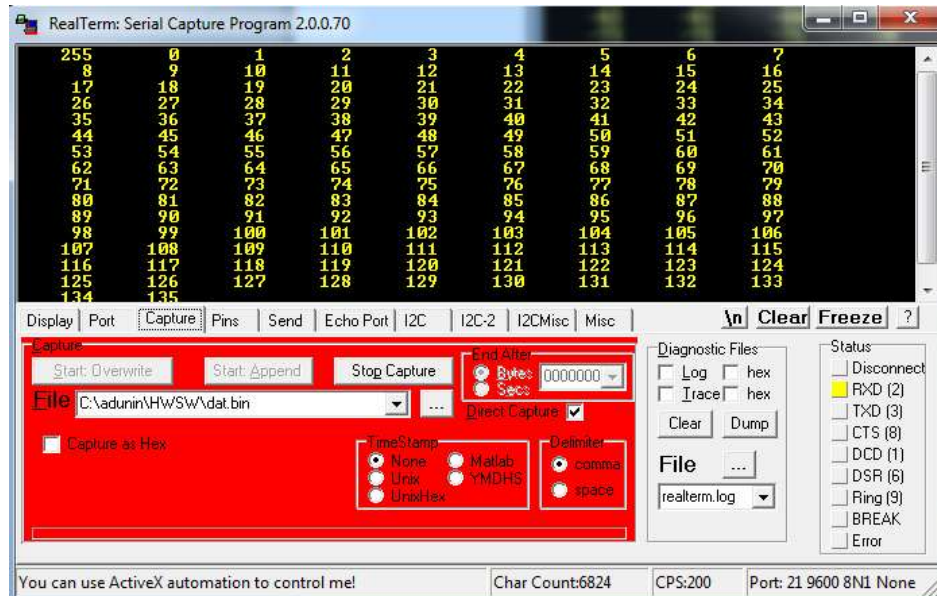 RealTerm: Serial Capture Program 2.0.0.70
255 0 1 2 3 4 5 6 7
8 9 10 11 12 13 14 15 16
17 18 19 20 21 22 23 24 25
26 27 28 29 30 31 32 33 34
35 36 37 38 39 40 41 42 43
44 45 46 47 48 49 50 51 52
53 54 55 56 57 58 59 60 61
62 63 64 65 66 67 68 69 70
71 72 73 74 75 76 77 78 79
80 81 82 83 84 85 86 87 88
89 90 91 92 93 94 95 96 97
98 99 100 101 102 103 104 105 106
107 108 109 110 111 112 113 114 115
116 117 118 119 120 121 122 123 124
125 126 127 128 129 130 131 132 133
134 135
Display Port Capture Pins Send Echo Port I2C I2C-2 I2CMisc Misc \n Clear Freeze ?
Capture
Start: Overwrite Start: Append Stop Capture
End After
Bytes 0000000
Secs
File C:\adunin\HWSW\dat.bin ...
Direct Capture
Capture as Hex
TimeStamp
None Matlab
Unix YMDHS
UnixHex
Delimiter
comma
space
Diagnostic Files
Log hex
Trace hex
Clear Dump
File ...
realterm.log
Status
Disconnect
RXD (2)
TXD (3)
CTS (8)
DCD (1)
DSR (6)
Ring (9)
BREAK
Error
You can use ActiveX automation to control me! Char Count:6824 CPS:200 Port: 21 9600 8N1 None